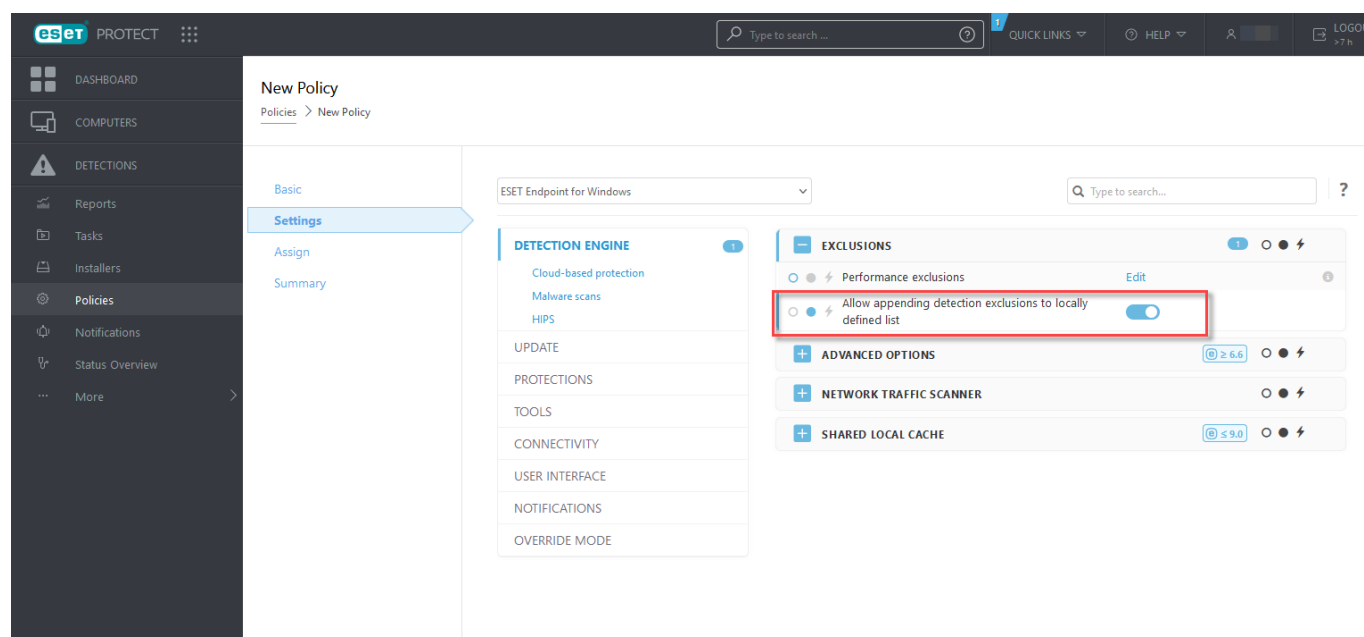 eset PROTECT
Type to search ...
1
QUICK LINKS
HELP
LOGOU
>7 h
DASHBOARD
COMPUTERS
DETECTIONS
Reports
Tasks
Installers
Policies
Notifications
Status Overview
More
New Policy
Policies > New Policy
Basic
Settings
Assign
Summary
ESET Endpoint for Windows
Type to search...
?
DETECTION ENGINE 1
Cloud-based protection
Malware scans
HIPS
UPDATE
PROTECTIONS
TOOLS
CONNECTIVITY
USER INTERFACE
NOTIFICATIONS
OVERRIDE MODE
EXCLUSIONS 1
Performance exclusions Edit
Allow appending detection exclusions to locally
defined list
ADVANCED OPTIONS ≥ 6.6
NETWORK TRAFFIC SCANNER
SHARED LOCAL CACHE ≤ 9.0